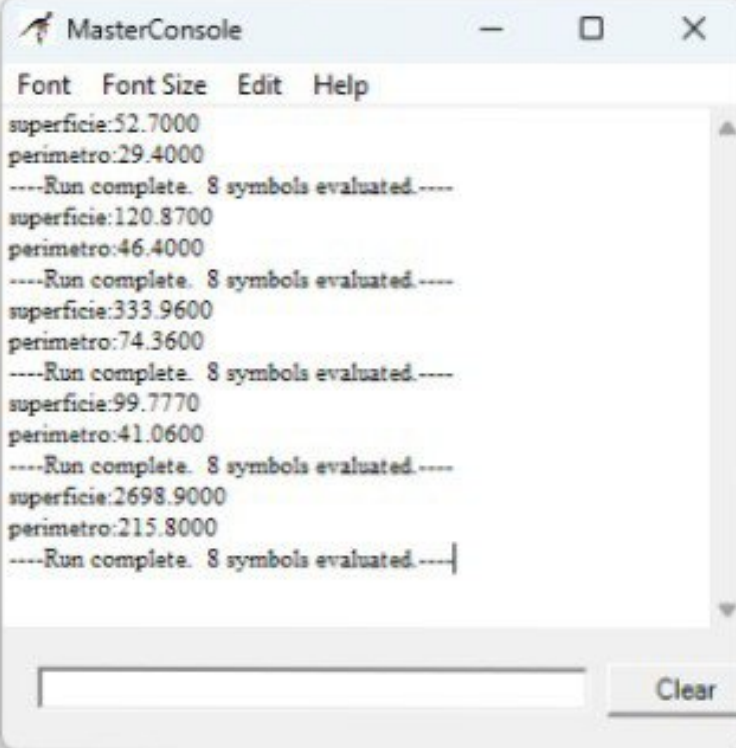 MasterConsole
Font Font Size Edit Help
superficie:52.7000
perimetro:29.4000
----Run complete.  8 symbols evaluated.----
superficie:120.8700
perimetro:46.4000
----Run complete.  8 symbols evaluated.----
superficie:333.9600
perimetro:74.3600
----Run complete.  8 symbols evaluated.----
superficie:99.7770
perimetro:41.0600
----Run complete.  8 symbols evaluated.----
superficie:2698.9000
perimetro:215.8000
----Run complete.  8 symbols evaluated.----
Clear